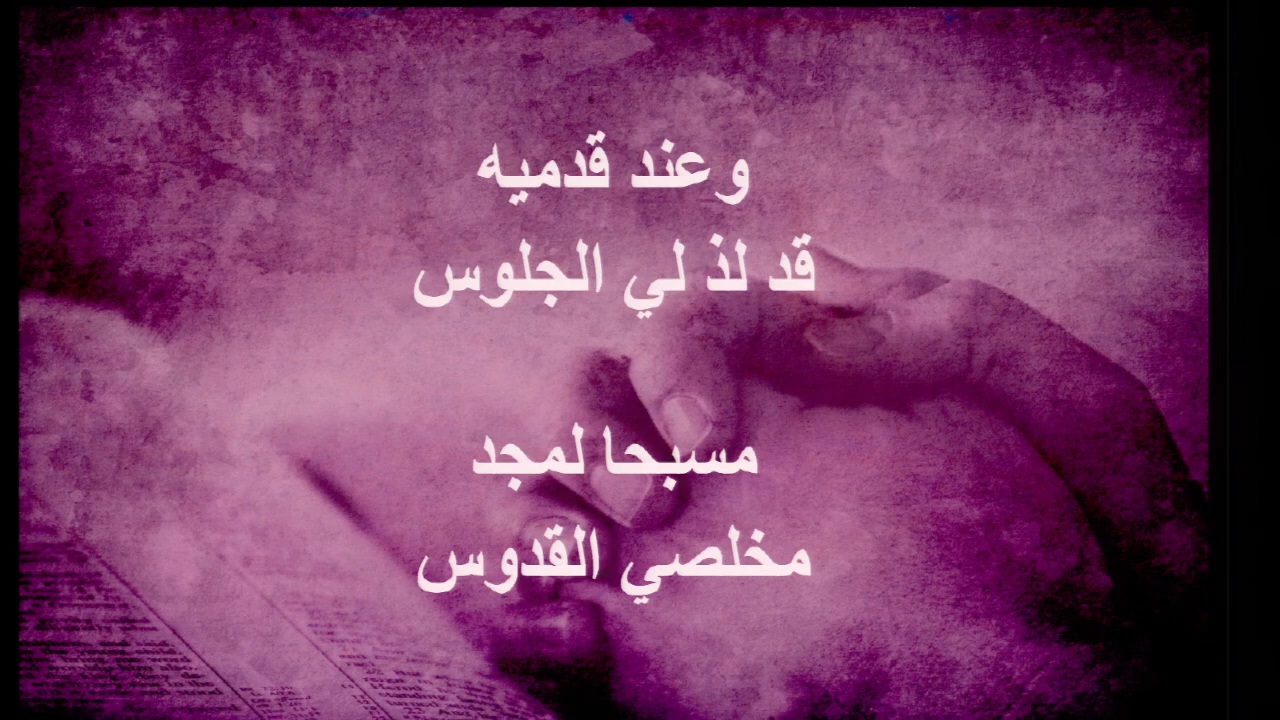 وعند قدميه
قد لذ لي الجلوس
مسبحا لمجد
مخلصي القدوس